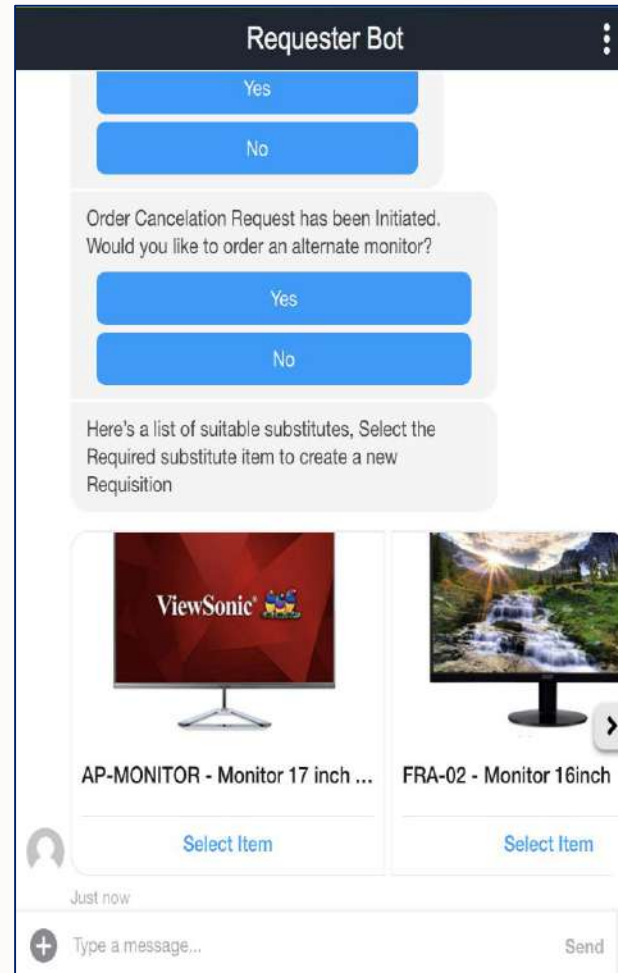 Requester Bot
Yes
No
Order Cancelation Request has been Initiated.
Would you like to order an alternate monitor?
Yes
No
Here's a list of suitable substitutes, Select the
Required substitute item to create a new
Requisition
ViewSonic
AP-MONITOR - Monitor 17 inch ...
FRA-02 - Monitor 16inch
Select Item
Select Item
Just now
Type a message...
Send